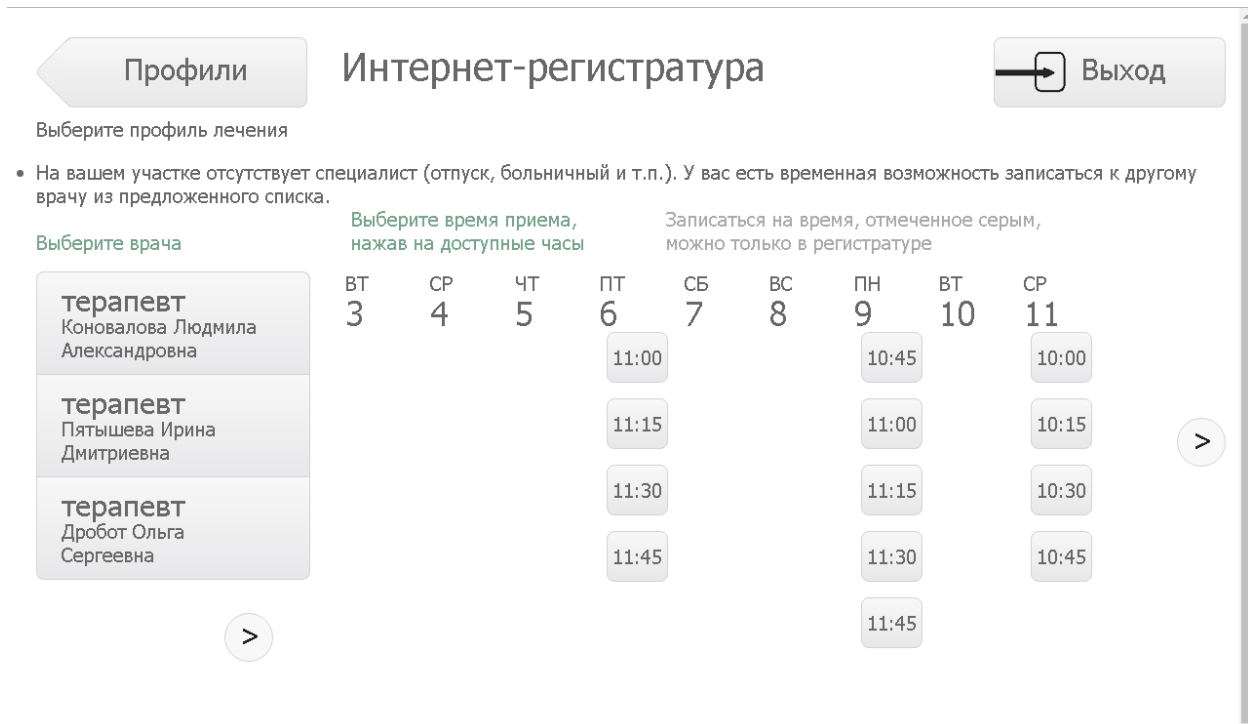 Профили
Интернет-регистратура
Выход
Выберите профиль лечения
• На вашем участке отсутствует специалист (отпуск, больничный и т.п.). У вас есть временная возможность записаться к другому
врачу из предложенного списка.
Выберите врача
Выберите время приема,
нажав на доступные часы
Записаться на время, отмеченное серым,
можно только в регистратуре
терапевт
Коновалова Людмила
Александровна
терапевт
Пятышева Ирина
Дмитриевна
терапевт
Дробот Ольга
Сергеевна
>
ВТ СР ЧТ ПТ СБ ВС ПН ВТ СР
3 4 5 6 7 8 9 10 11
11:00 10:45 10:00
11:15 11:00 10:15
11:30 11:15 10:30
11:45 11:30 10:45
11:45
>